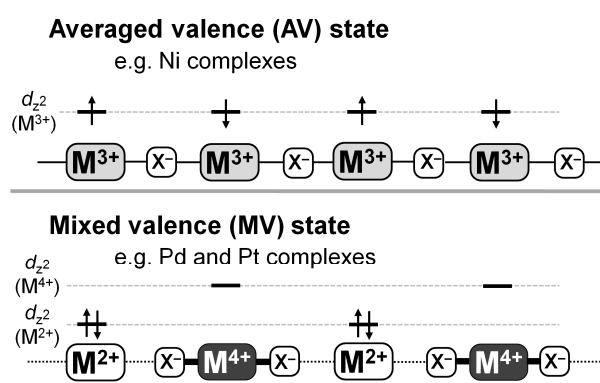 Averaged valence (AV) state
e.g. Ni complexes
dz2
(M3+)
M3+ X– M3+ X– M3+ X– M3+ X–
Mixed valence (MV) state
e.g. Pd and Pt complexes
dz2
(M4+)
dz2
(M2+)
M2+ X– M4+ X– M2+ X– M4+ X–